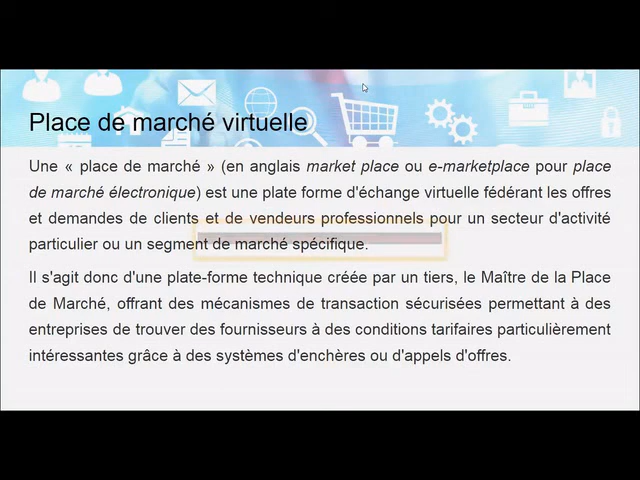 Place de marché virtuelle
Une « place de marché » (en anglais market place ou e-marketplace pour place
de marché électronique) est une plate forme d'échange virtuelle fédérant les offres
et demandes de clients et de vendeurs professionnels pour un secteur d'activité
particulier ou un segment de marché spécifique.
Il s'agit donc d'une plate-forme technique créée par un tiers, le Maître de la Place
de Marché, offrant des mécanismes de transaction sécurisées permettant à des
entreprises de trouver des fournisseurs à des conditions tarifaires particulièrement
intéressantes grâce à des systèmes d'enchères ou d'appels d'offres.